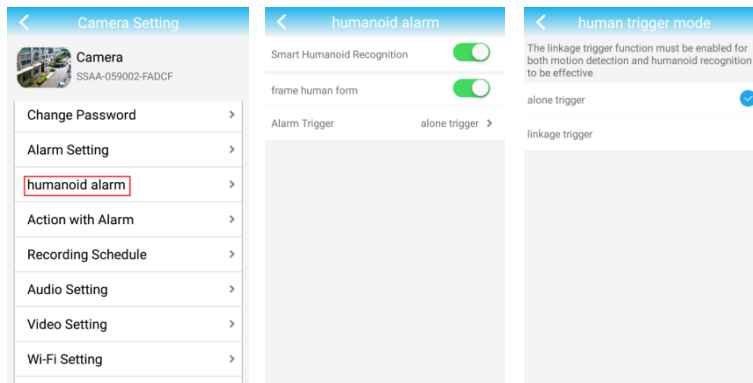 Camera Setting
Camera
SSAA-059002-FADCF
Change Password
Alarm Setting
humanoid alarm
Action with Alarm
Recording Schedule
Audio Setting
Video Setting
Wi-Fi Setting
humanoid alarm
Smart Humanoid Recognition
frame human form
Alarm Trigger alone trigger
human trigger mode
The linkage trigger function must be enabled for
both motion detection and humanoid recognition
to be effective
alone trigger
linkage trigger